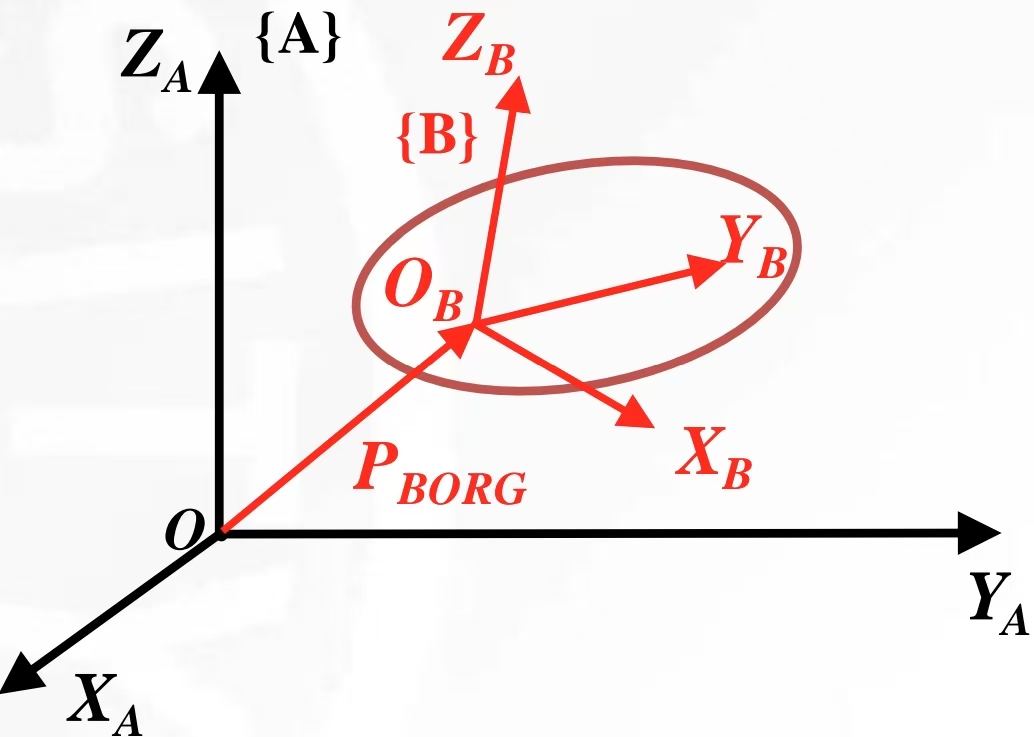 Z_A
{A}
Z_B
{B}
Y_B
O_B
X_B
P_BORG
O
Y_A
X_A